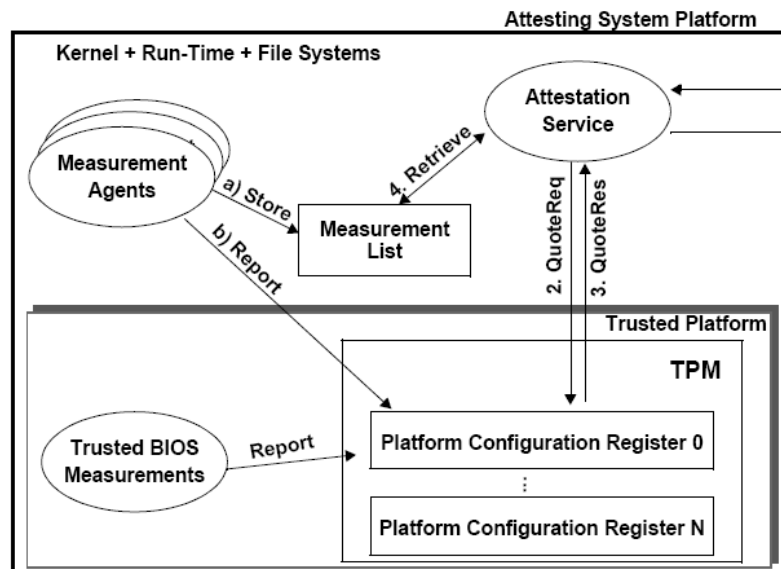 Attesting System Platform
Kernel + Run-Time + File Systems
Attestation
Service
Measurement
Agents
4. Retrieve
a) Store
Measurement
List
b) Report
2. QuoteReq
3. QuoteRes
Trusted Platform
TPM
Trusted BIOS
Measurements
Report
Platform Configuration Register 0
⋮
Platform Configuration Register N